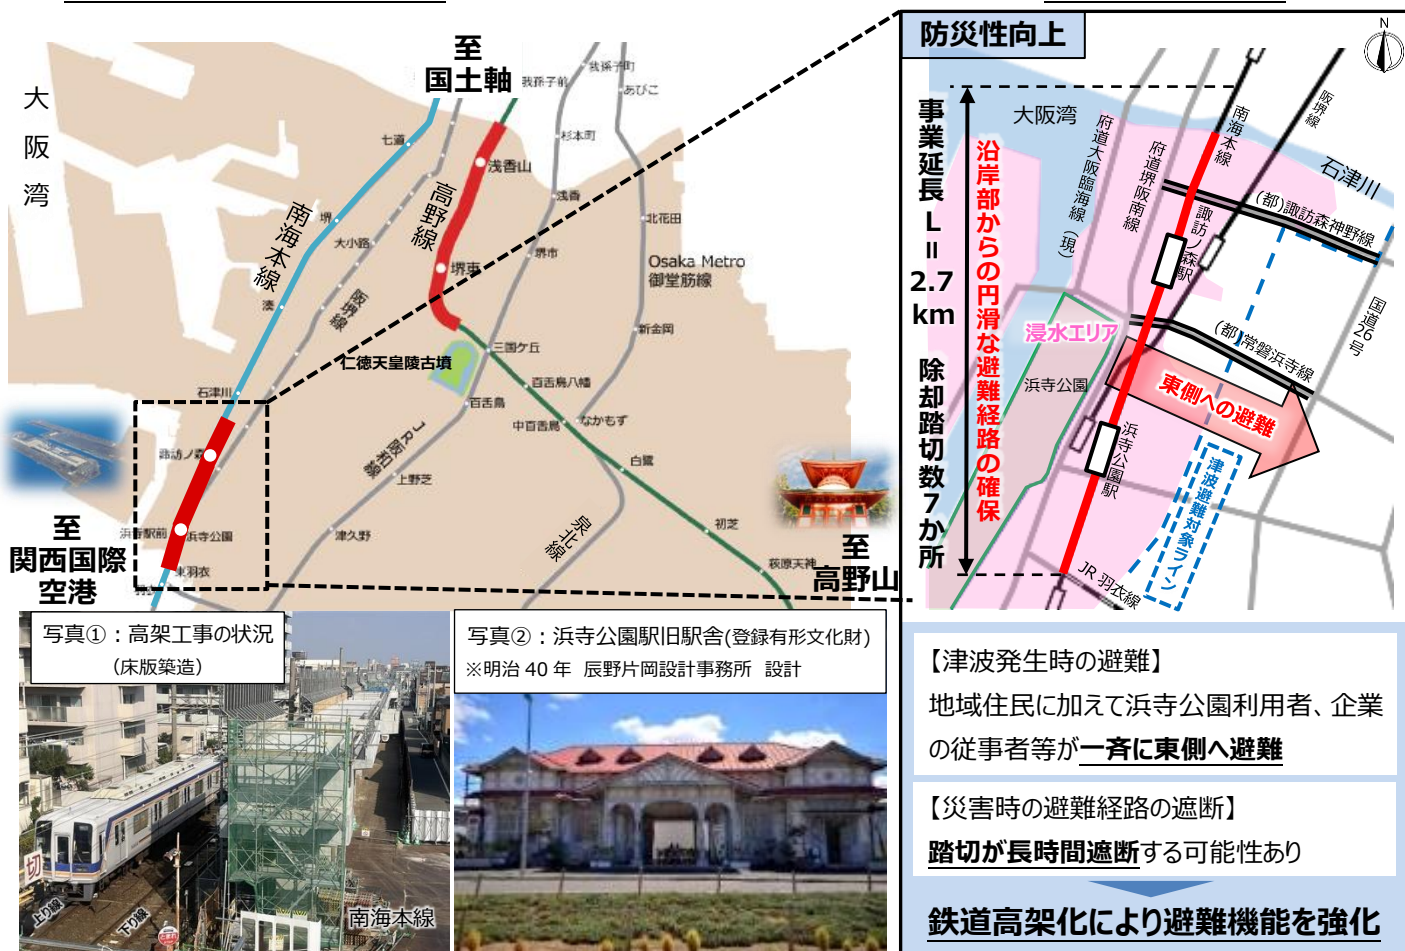 至
国土軸
大阪湾
我孫子前
我孫子町
あびこ
七道
杉本町
浅香山
高野線
浅香
南海本線
堺
大小路
北花田
堺東
堺市
Osaka Metro
御堂筋線
阪堺線
湊
新金岡
三国ケ丘
仁徳天皇陵古墳
百舌鳥八幡
石津川
百舌鳥
なかもず
中百舌鳥
JR阪和線
諏訪ノ森
白鷺
上野芝
泉北線
初芝
浜寺駅前
浜寺公園
津久野
至
関西国際
空港
東羽衣
羽衣
萩原天神
至
高野山
防災性向上
N
事業延長 L=2.7km 除却踏切数7か所
沿岸部からの円滑な避難経路の確保
大阪湾
府道大阪臨海線(現)
府道堺阪南線
南海本線
阪堺線
石津川
(都)諏訪森神野線
諏訪ノ森駅
国道26号
浸水エリア
(都)常磐浜寺線
浜寺公園
東側への避難
浜寺公園駅
津波避難対象ライン
JR 羽衣線
写真①:高架工事の状況
(床版築造)
切
上り線
下り線
南海本線
写真②:浜寺公園駅旧駅舎(登録有形文化財)
※明治 40 年 辰野片岡設計事務所 設計
【津波発生時の避難】
地域住民に加えて浜寺公園利用者、企業
の従事者等が一斉に東側へ避難
【災害時の避難経路の遮断】
踏切が長時間遮断する可能性あり
鉄道高架化により避難機能を強化